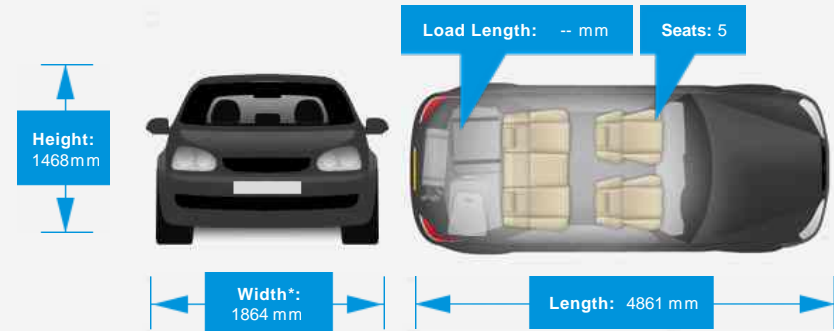 Load Length: -- mm
Seats: 5
Height:
1468mm
Width*:
1864 mm
Length: 4861 mm